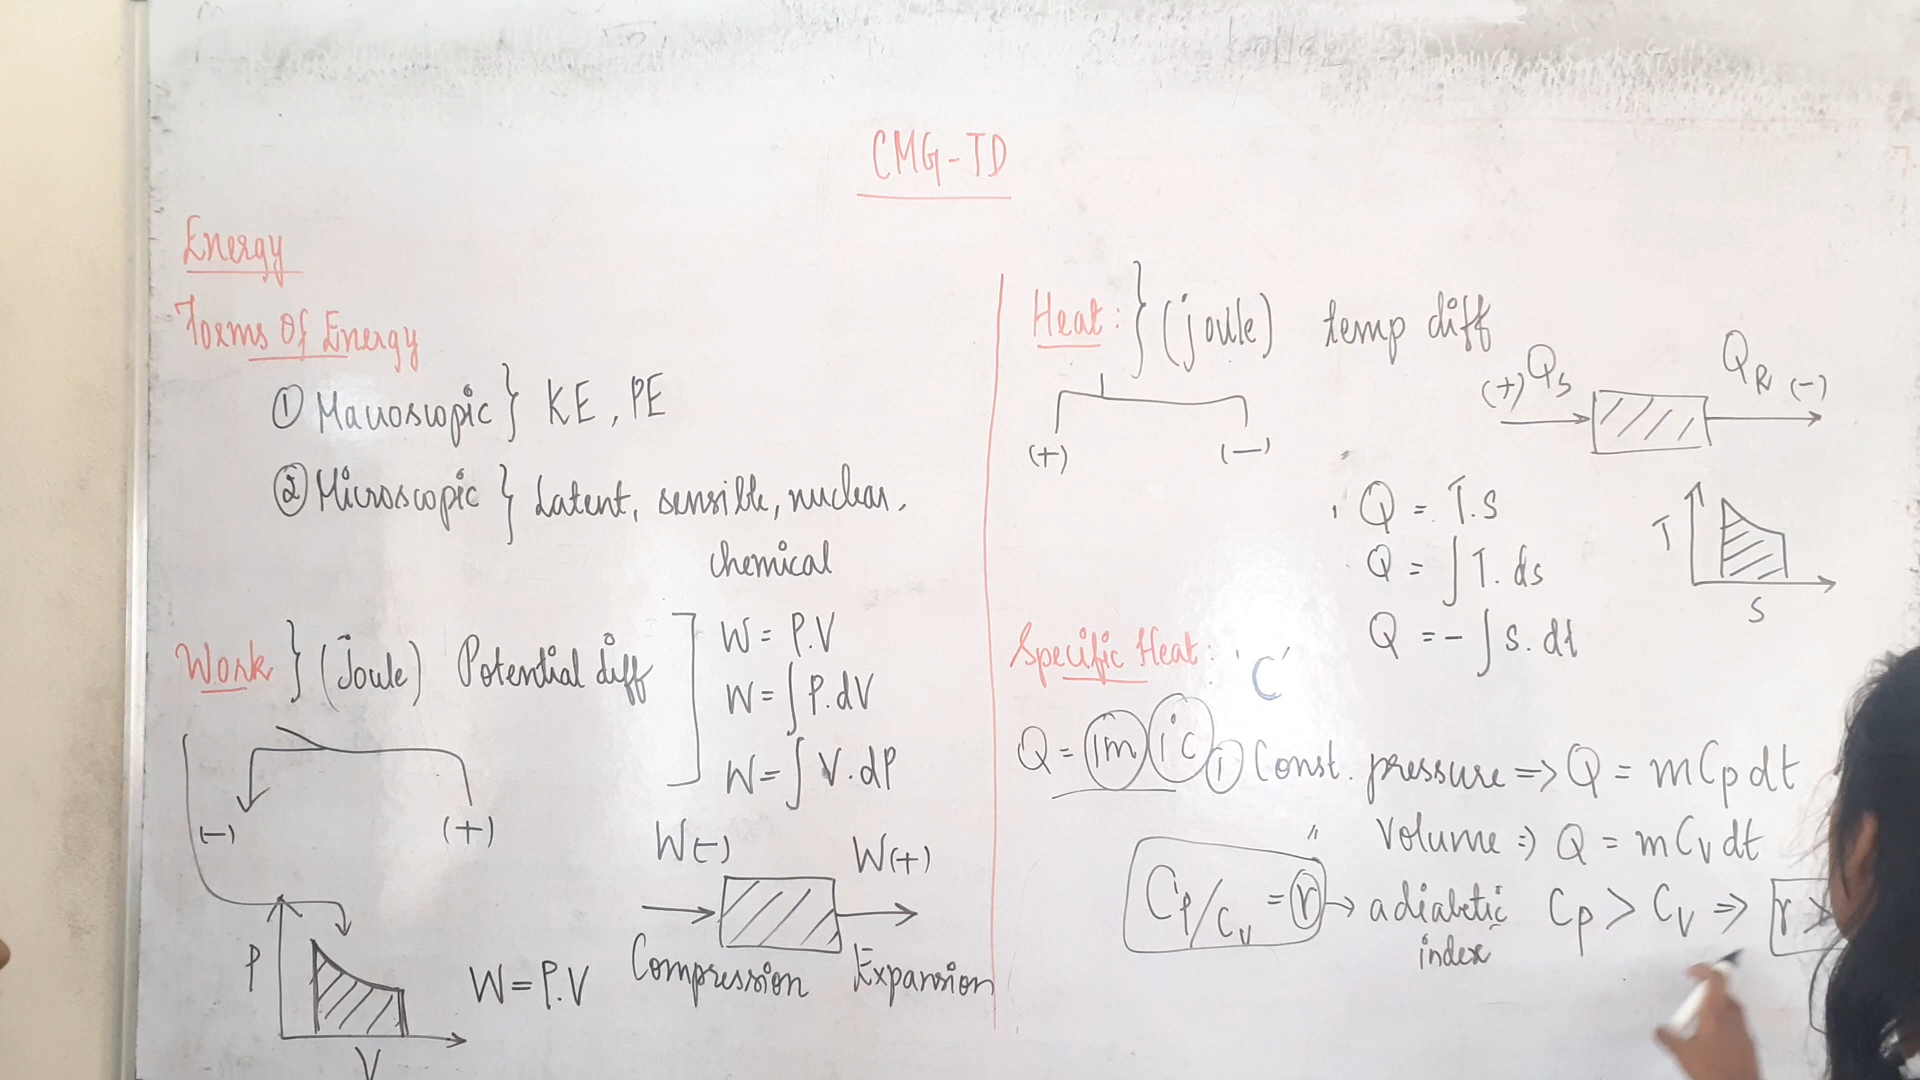 CMG-TD
Energy
Forms Of Energy
① Macroscopic } KE, PE
② Microscopic } Latent, sensible, nuclear,
chemical
Work } (Joule) Potential diff
W = P.V
W = ∫ P.dV
W = ∫ V.dP
(-) (+)
W(-) W(+)
Compression Expansion
P
V
W = P.V
Heat: } (joule) temp diff
(+) (-)
(+) QS QR (-)
Q = T.S
Q = ∫ T. ds
Q = - ∫ s. dt
T
S
Specific Heat: 'C'
Q = m c ① Const. pressure => Q = mCp dt
" Volume => Q = mCv dt
Cp/Cv = r → adiabetic index
Cp > Cv => r >